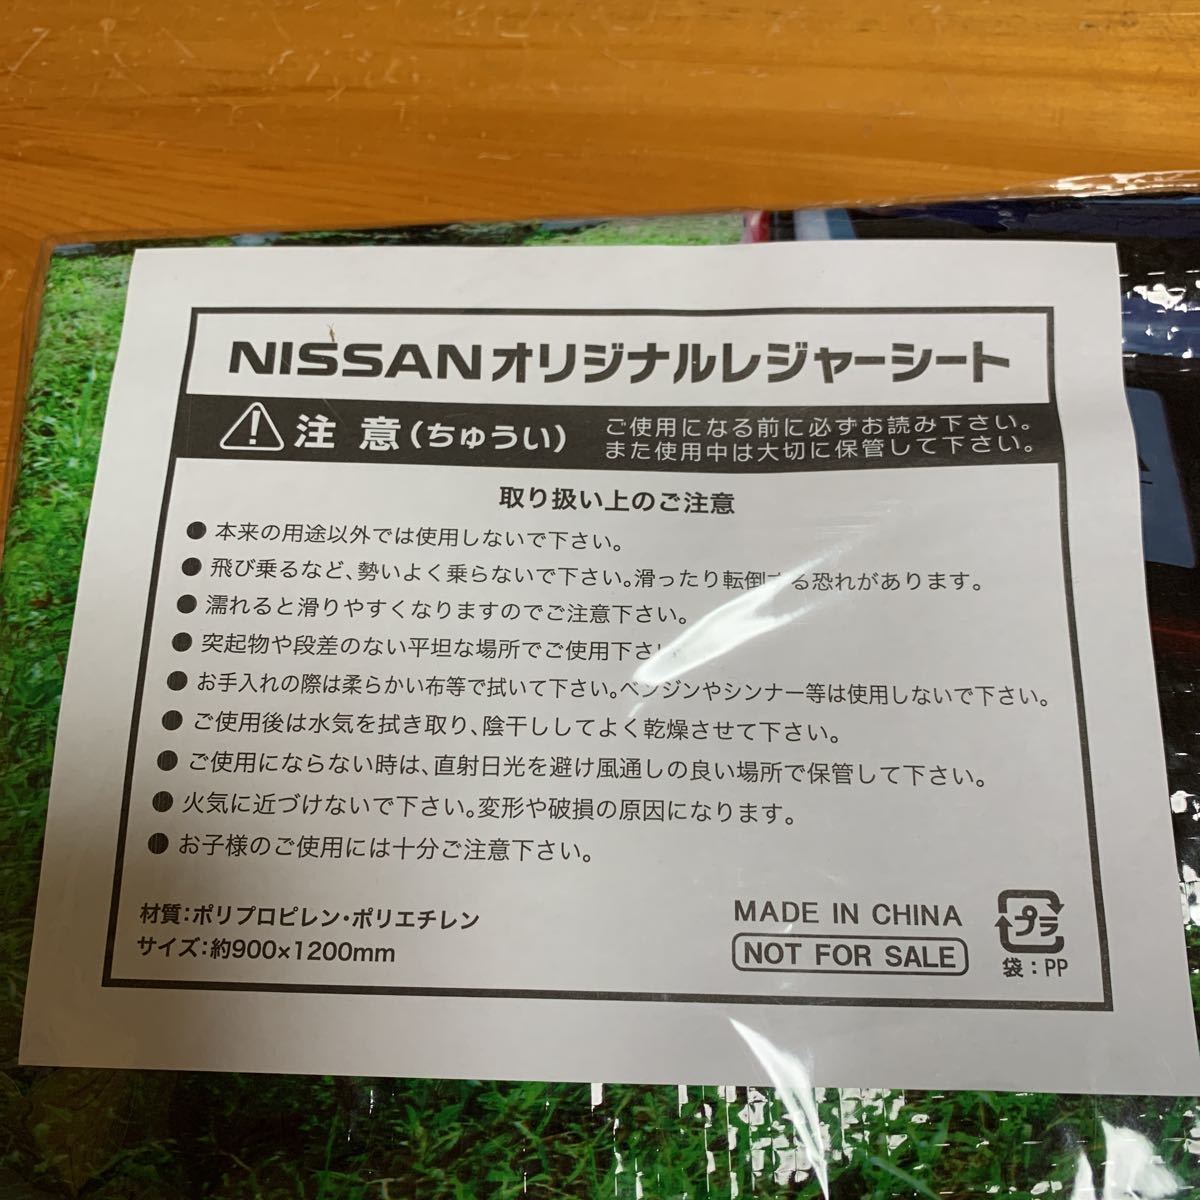 NISSANオリジナルレジャーシート
注 意(ちゅうい)
ご使用になる前に必ずお読み下さい。
また使用中は大切に保管して下さい。
取り扱い上のご注意
● 本来の用途以外では使用しないで下さい。
● 飛び乗るなど、勢いよく乗らないで下さい。滑ったり転倒する恐れがあります。
● 濡れると滑りやすくなりますのでご注意下さい。
● 突起物や段差のない平坦な場所でご使用下さい
● お手入れの際は柔らかい布等で拭いて下さい。ベンジンやシンナー等は使用しないで下さい。
● ご使用後は水気を拭き取り、陰干ししてよく乾燥させて下さい。
● ご使用にならない時は、直射日光を避け風通しの良い場所で保管して下さい。
● 火気に近づけないで下さい。変形や破損の原因になります。
● お子様のご使用には十分ご注意下さい。
材質:ポリプロピレン・ポリエチレン
サイズ:約900×1200mm
MADE IN CHINA
NOT FOR SALE
プラ
袋:PP